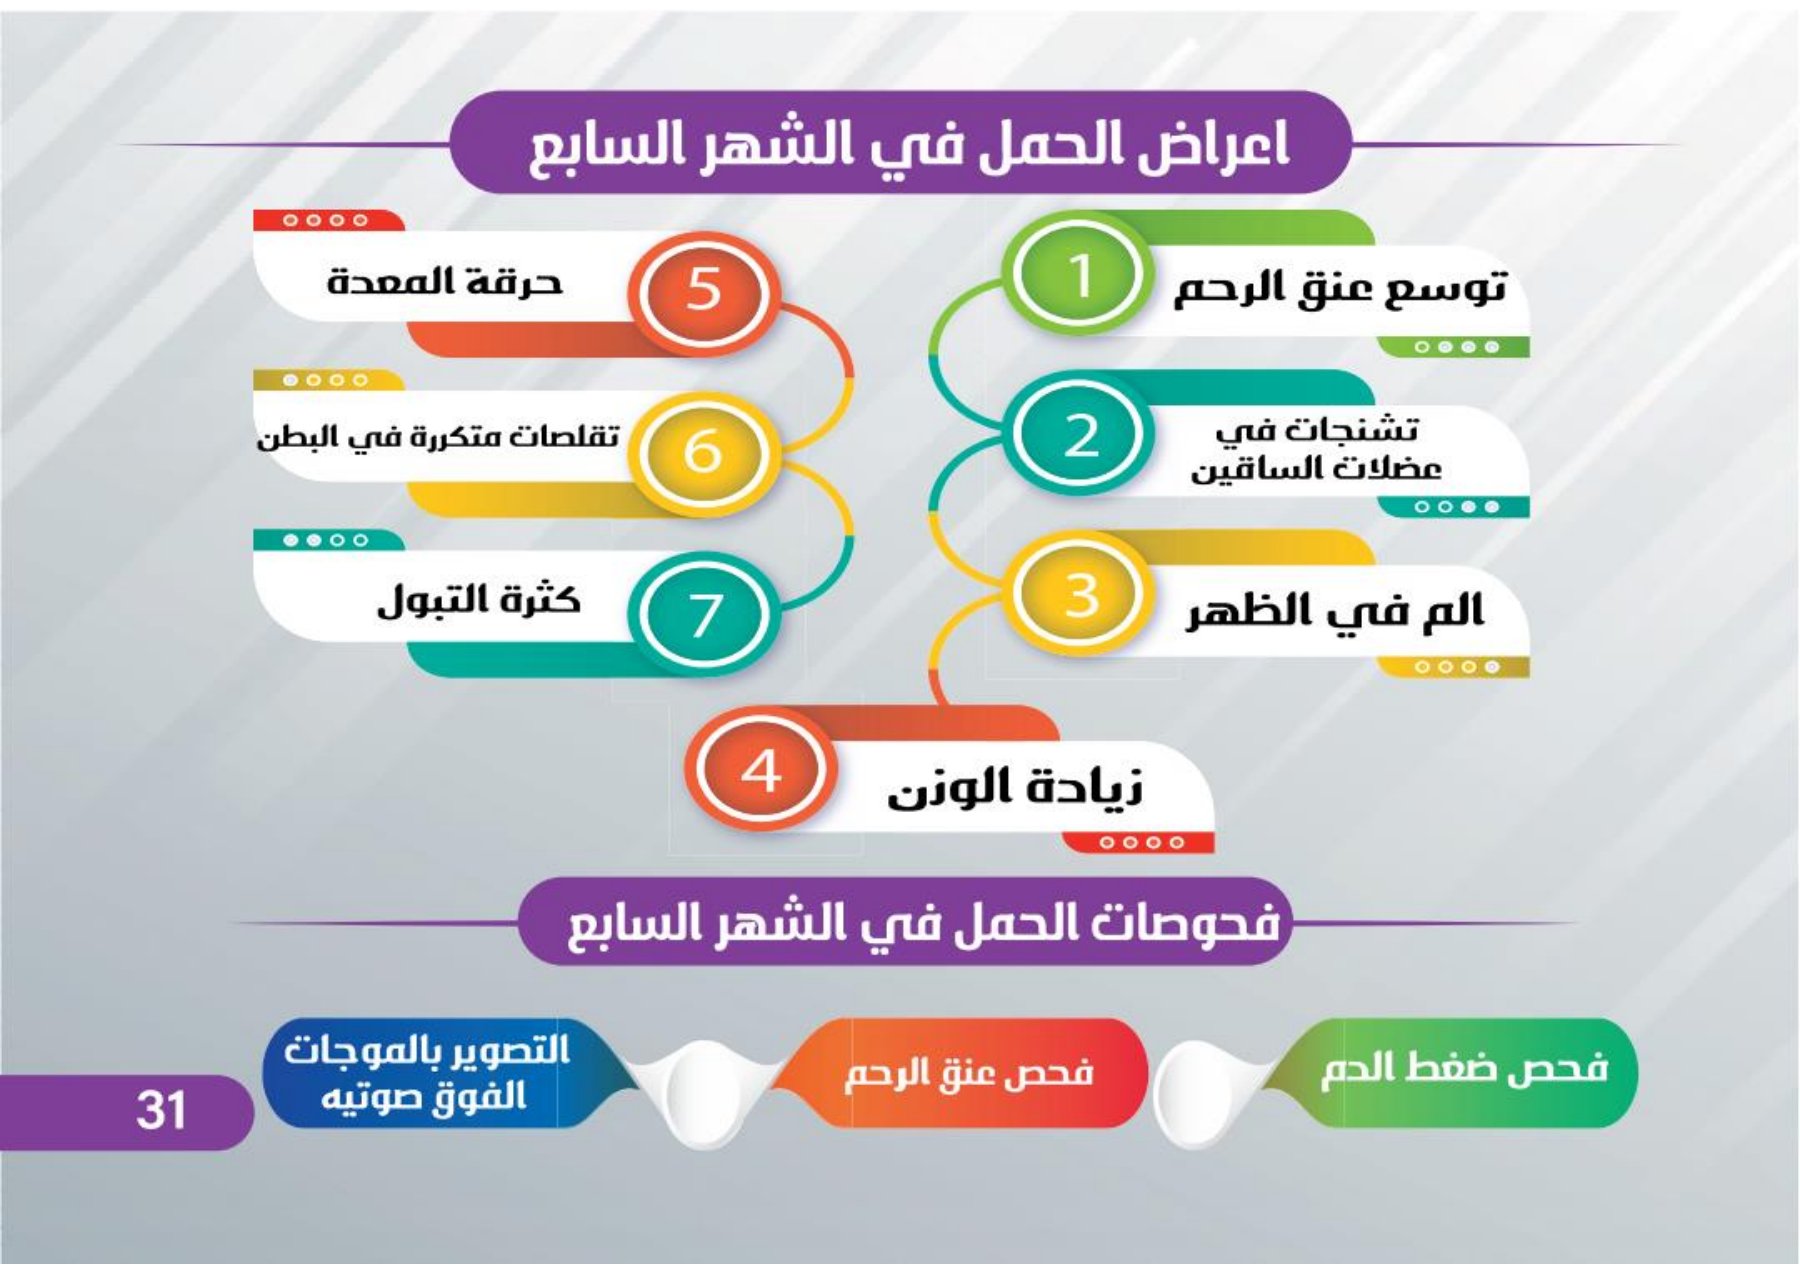 اعراض الحمل في الشهر السابع
1
توسع عنق الرحم
2
تشنجات في
عضلات الساقين
3
الم في الظهر
4
زيادة الوزن
5
حرقة المعدة
6
تقلصات متكررة في البطن
7
كثرة التبول
فحوصات الحمل في الشهر السابع
فحص ضغط الدم
فحص عنق الرحم
التصوير بالموجات
الفوق صوتيه
31